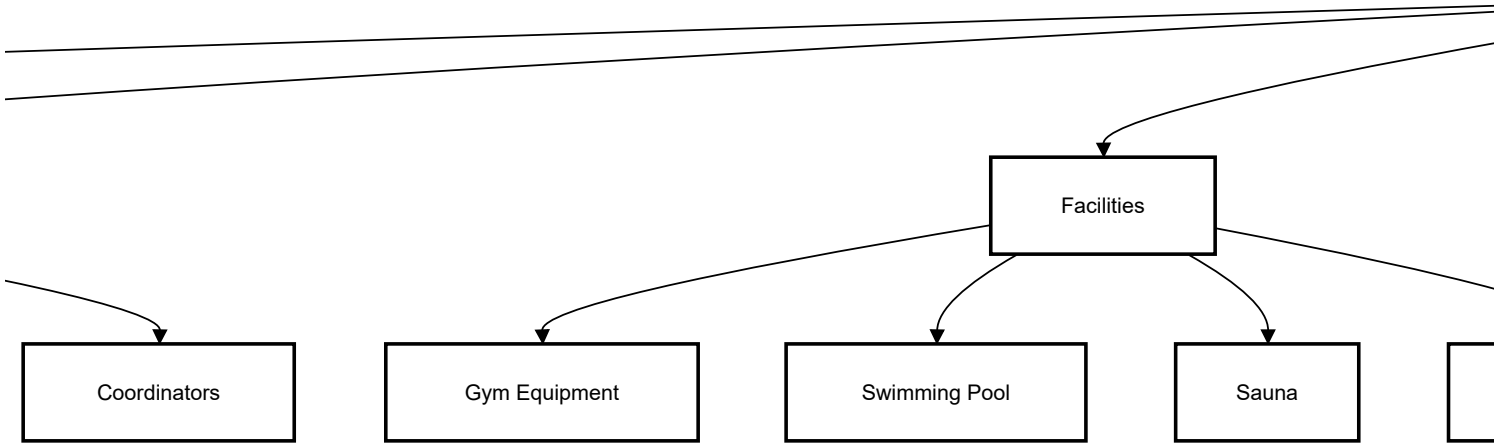 Facilities
Coordinators
Gym Equipment
Swimming Pool
Sauna